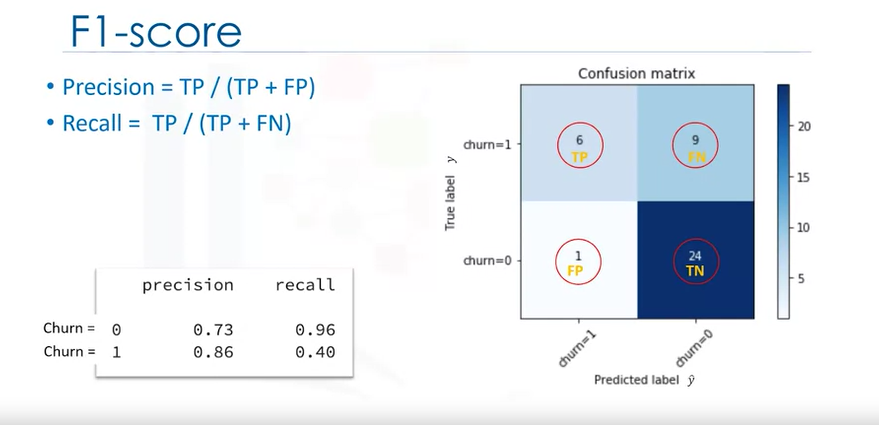 F1-score
• Precision = TP / (TP + FP)
• Recall = TP / (TP + FN)
precision recall
Churn = 0 0.73 0.96
Churn = 1 0.86 0.40
Confusion matrix
True label y
churn=1
churn=0
6
TP
9
FN
1
FP
24
TN
churn=1
churn=0
Predicted label ŷ
20
15
10
5